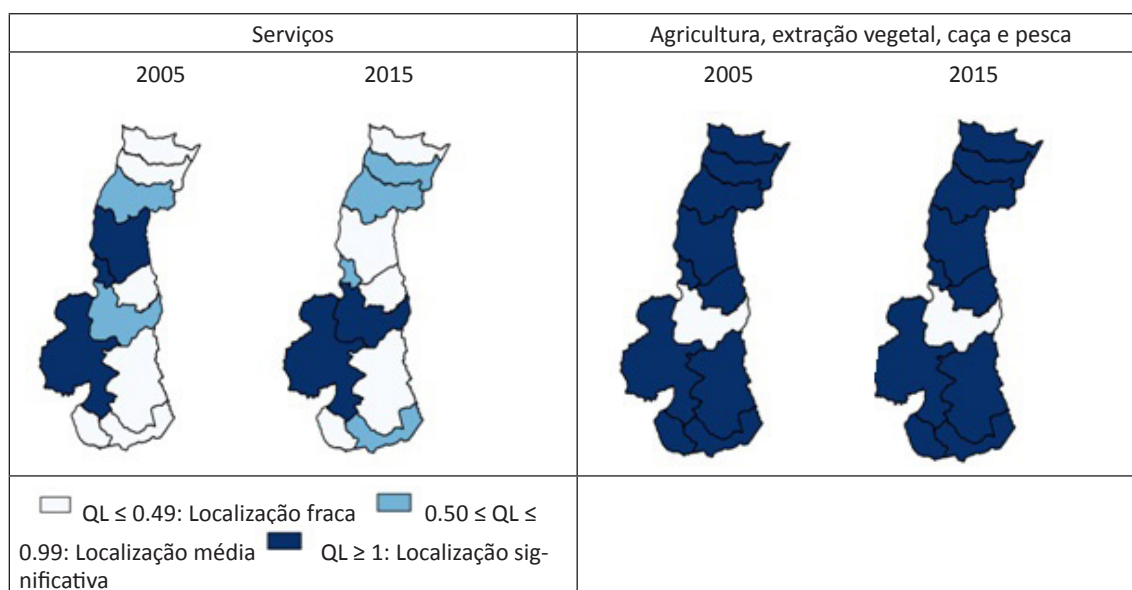 Serviços
Agricultura, extração vegetal, caça e pesca
2005 2015
2005 2015
QL ≤ 0.49: Localização fraca 0.50 ≤ QL ≤
0.99: Localização média QL ≥ 1: Localização sig-
nificativa